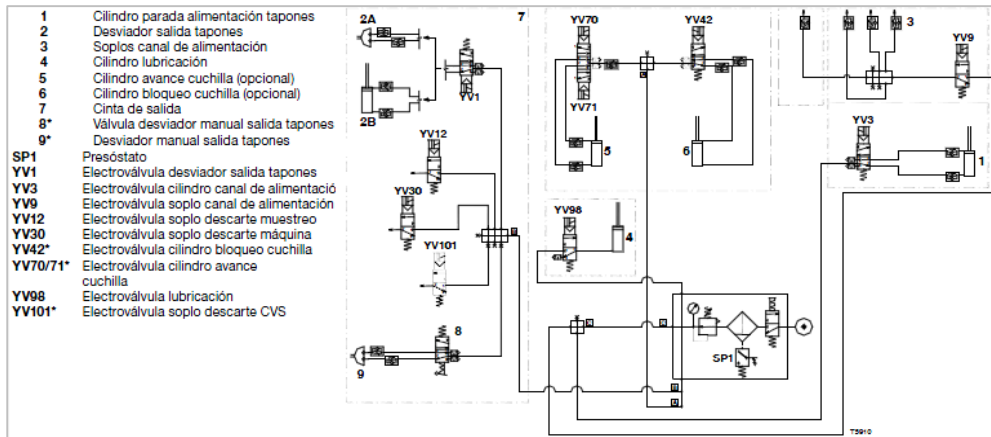 1 Cilindro parada alimentación tapones
2 Desviador salida tapones
3 Soplos canal de alimentación
4 Cilindro lubricación
5 Cilindro avance cuchilla (opcional)
6 Cilindro bloqueo cuchilla (opcional)
7 Cinta de salida
8* Válvula desviador manual salida tapones
9* Desviador manual salida tapones
SP1 Presóstato
YV1 Electroválvula desviador salida tapones
YV3 Electroválvula cilindro canal de alimentació
YV9 Electroválvula soplo canal de alimentación
YV12 Electroválvula soplo descarte muestreo
YV30 Electroválvula soplo descarte máquina
YV42* Electroválvula cilindro bloqueo cuchilla
YV70/71* Electroválvula cilindro avance
cuchilla
YV98 Electroválvula lubricación
YV101* Electroválvula soplo descarte CVS
2A
7
YV1
2B
YV12
YV30
YV101
8
9
YV70
YV42
YV71
5
6
YV98
4
3
YV9
YV3
1
SP1
T5910